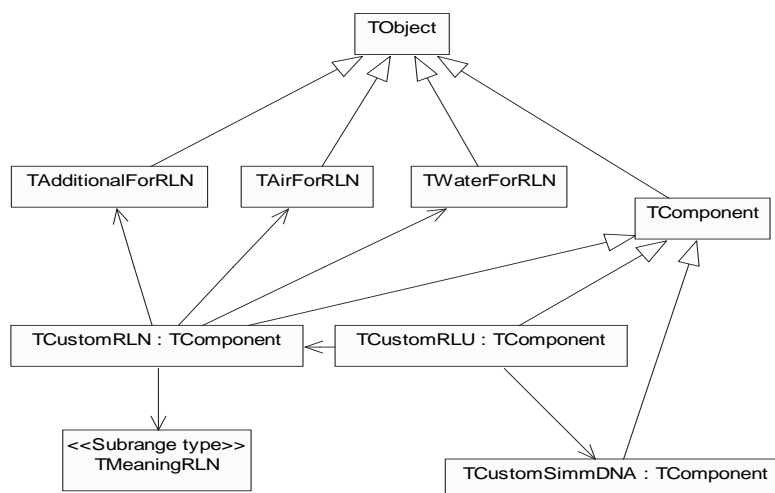 TObject
TAdditionalForRLN
TAirForRLN
TWaterForRLN
TComponent
TCustomRLN : TComponent
TCustomRLU : TComponent
<<Subrange type>>
TMeaningRLN
TCustomSimmDNA : TComponent